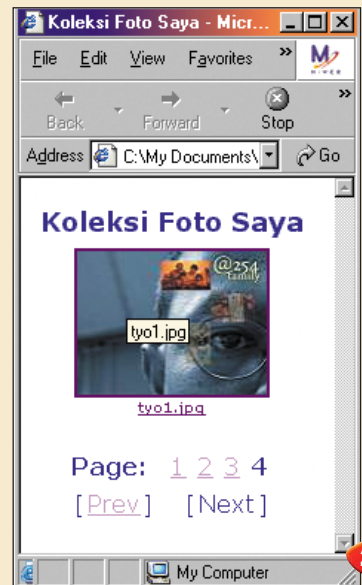 Koleksi Foto Saya - Micr...
File Edit View Favorites »
Back Forward Stop »
Address C:\My Documents\ Go
Koleksi Foto Saya
@254
family
tyo1.jpg
tyo1.jpg
Page: 1 2 3 4
[Prev] [Next]
My Computer